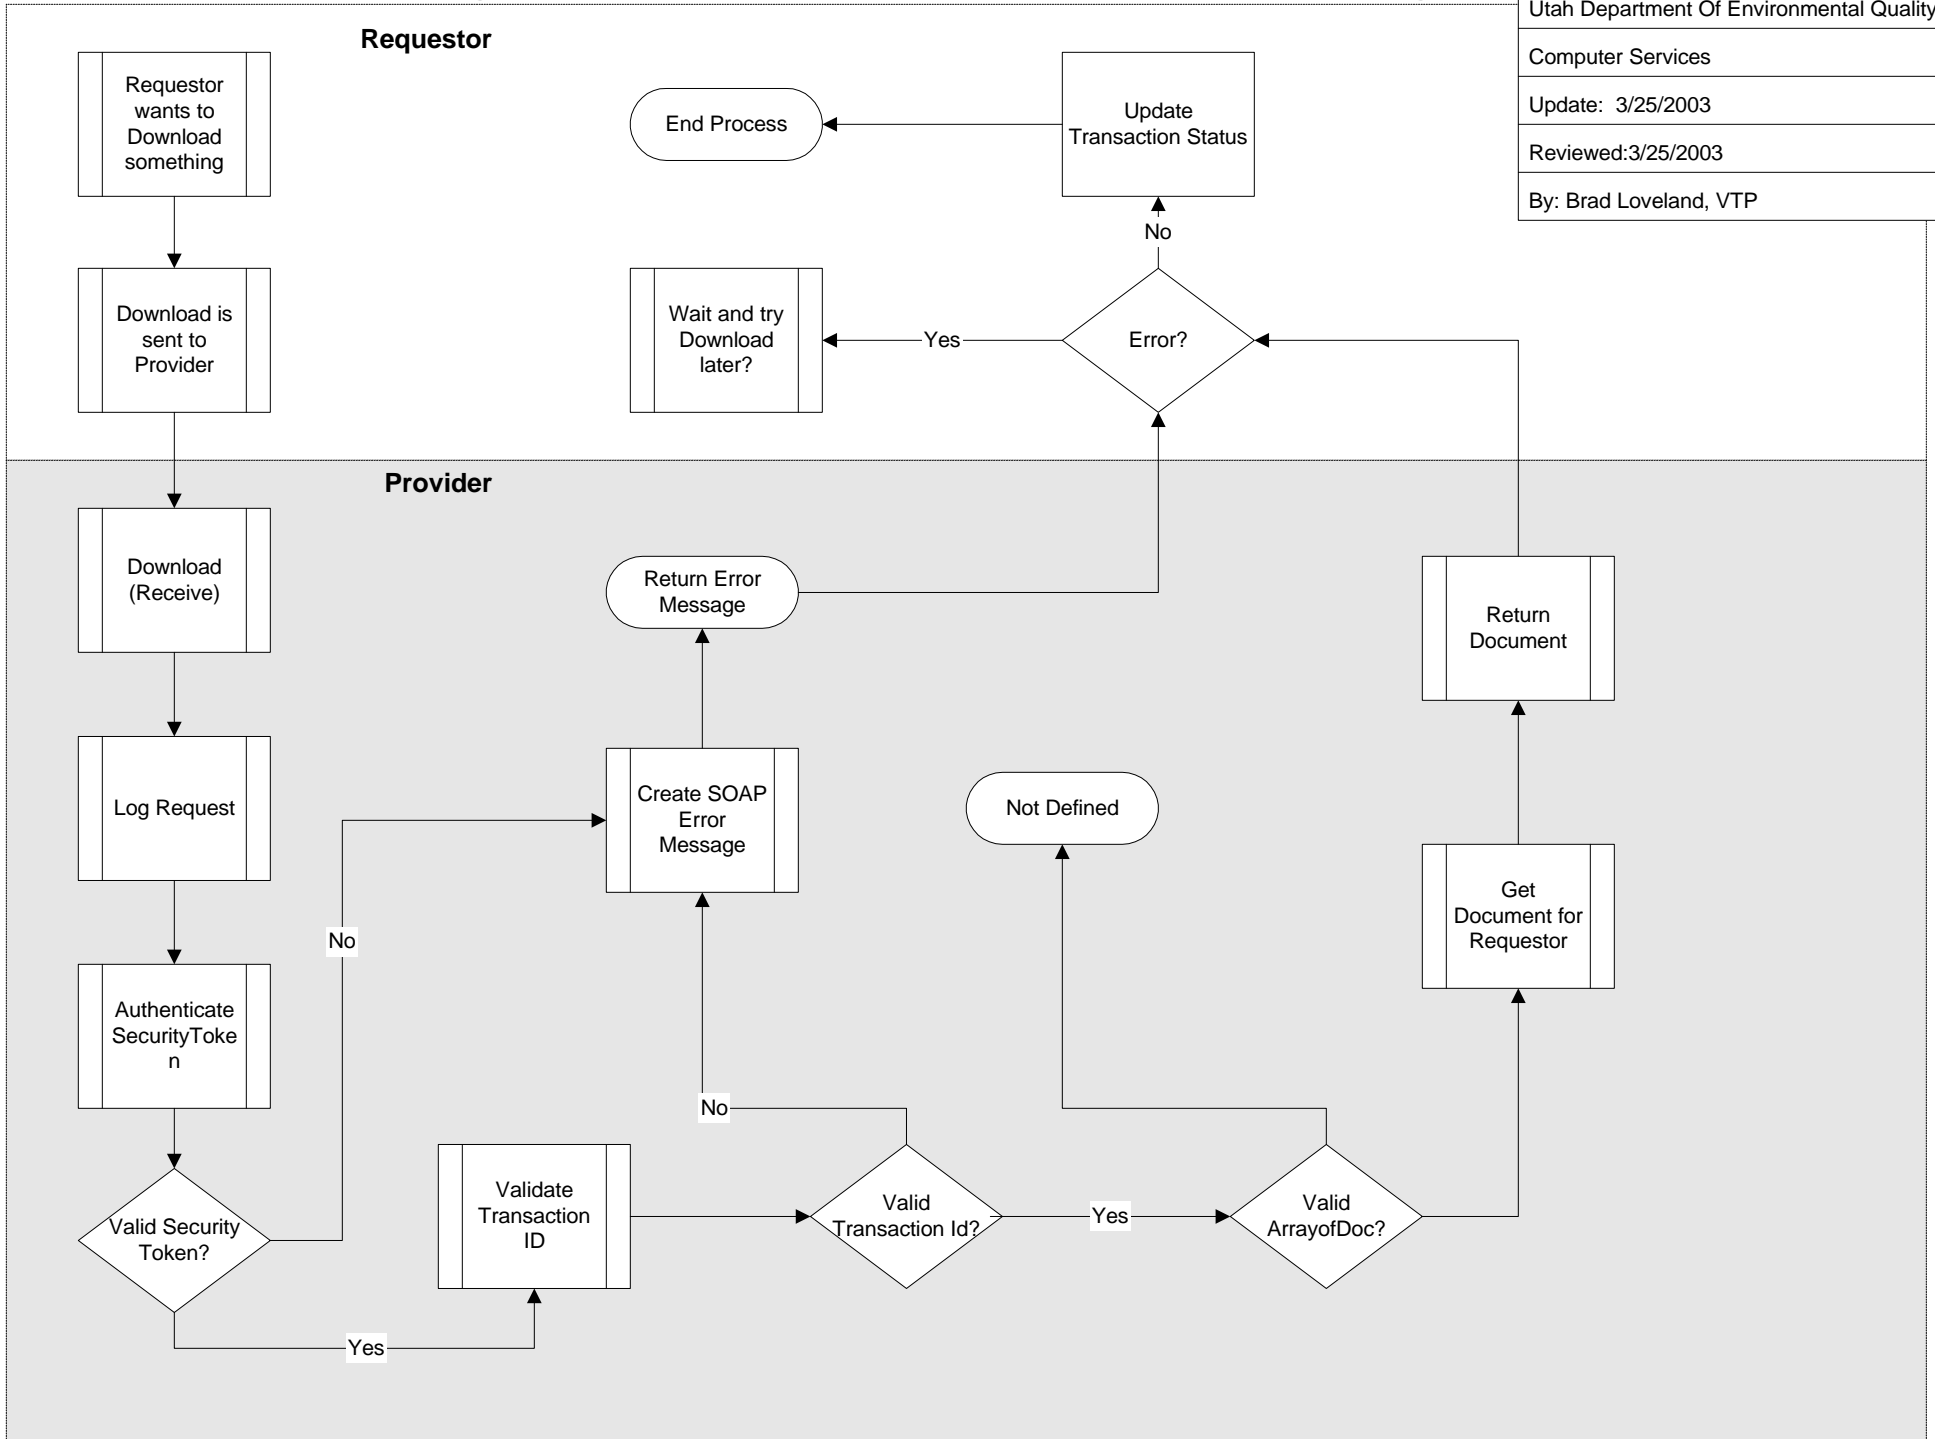 Utah Department Of Environmental Quality
Computer Services
Update: 3/25/2003
Reviewed:3/25/2003
By: Brad Loveland, VTP
Requestor
Requestor
wants to
Download
something
End Process
Update
Transaction Status
No
Download is
sent to
Provider
Wait and try
Download
later?
Yes
Error?
Provider
Download
(Receive)
Return Error
Message
Return
Document
Log Request
Create SOAP
Error
Message
Not Defined
Get
Document for
Requestor
No
Authenticate
SecurityToke
n
No
Valid Security
Token?
Validate
Transaction
ID
Valid
Transaction Id?
Yes
Valid
ArrayofDoc?
Yes